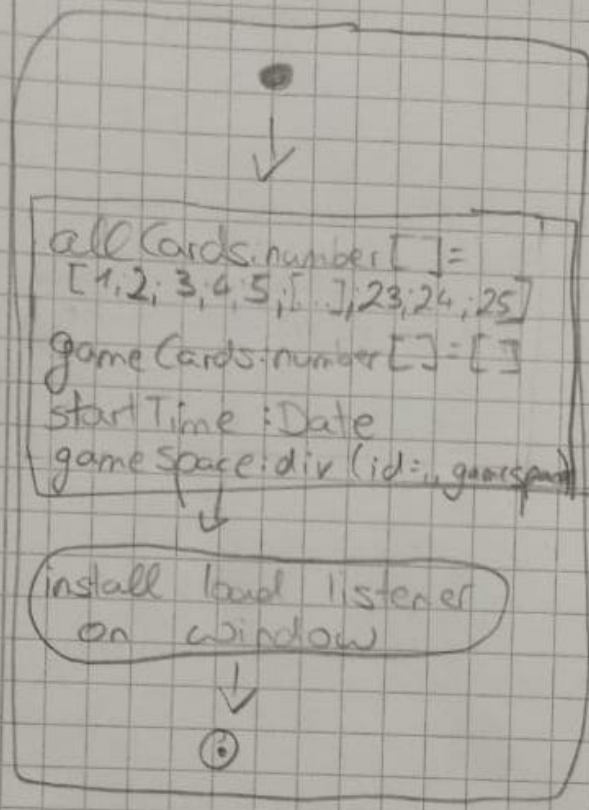 allCards:number[]=
[1;2;3;4;5;[..];23;24;25]
gameCards:number[]=[]
startTime:Date
gamespace:div (id=„
install load listener
on window